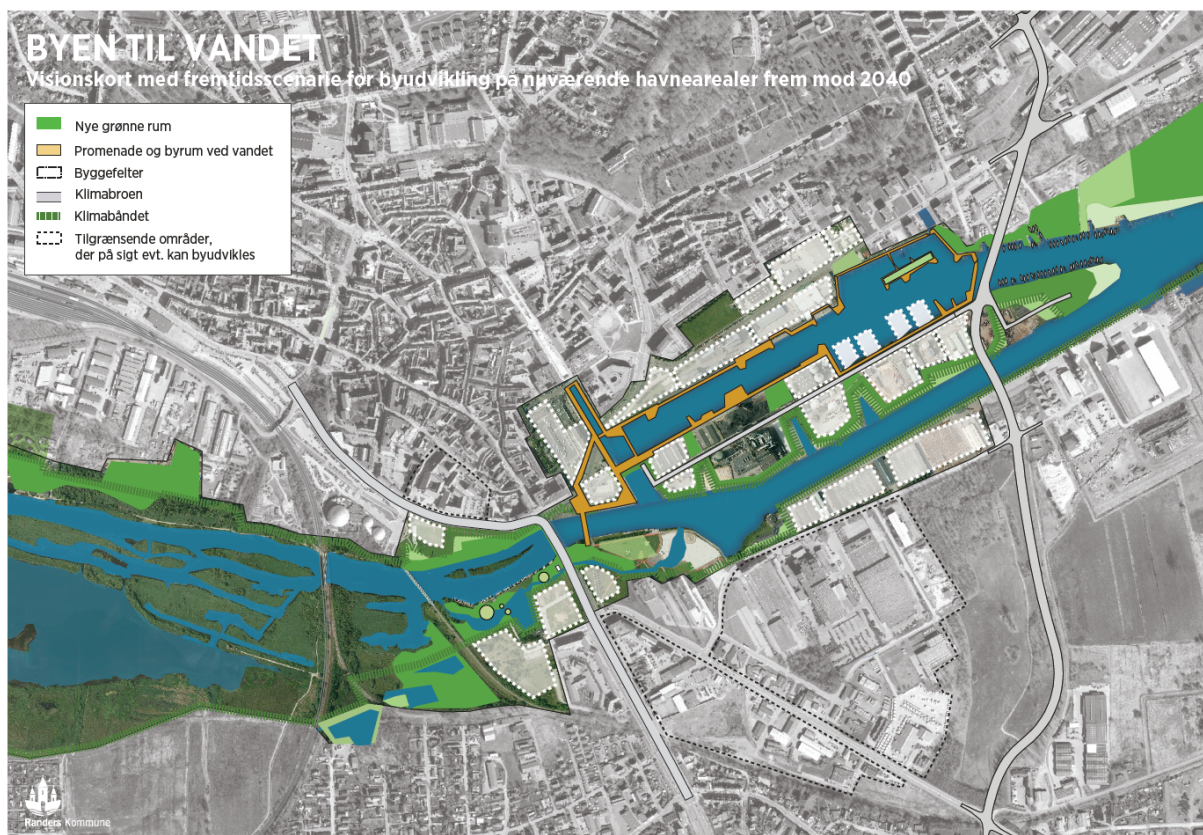 BYEN TIL VANDET
Visionskort med fremtidsscenarie for byudvikling på nuværende havnearealer frem mod 2040
Nye grønne rum
Promenade og byrum ved vandet
Byggefelter
Klimabroen
Klimabåndet
Tilgrænsende områder,
der på sigt evt. kan byudvikles
Randers Kommune